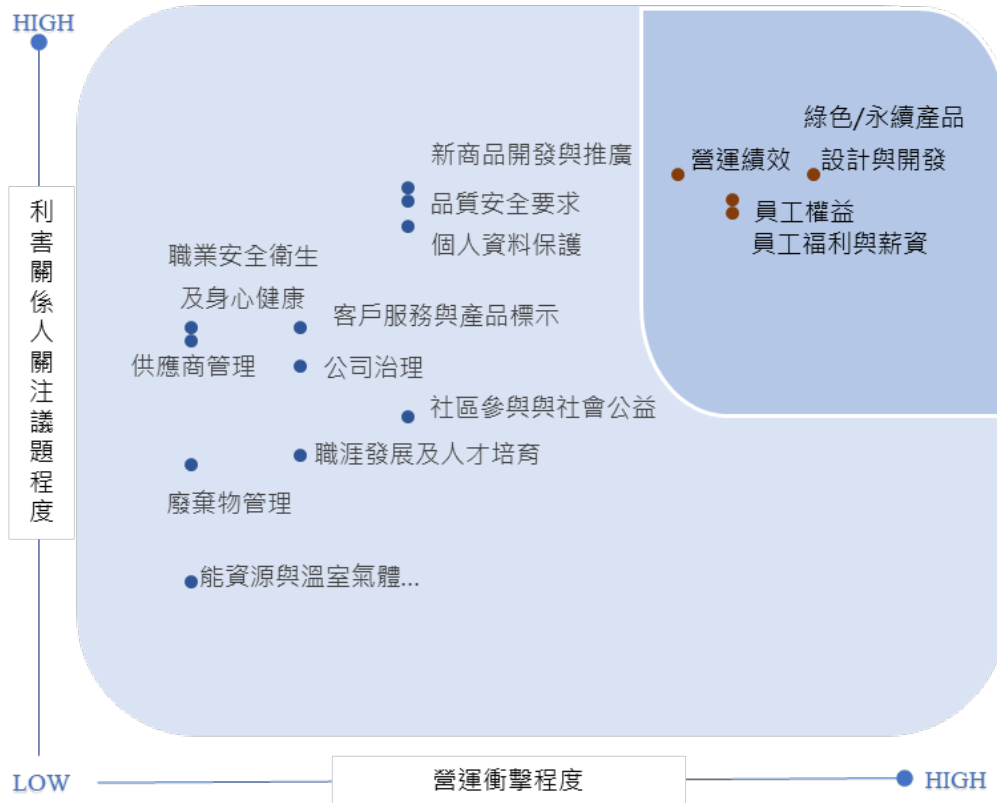 HIGH
綠色/永續產品
新商品開發與推廣
營運績效
設計與開發
利害關係人關注議題程度
品質安全要求
員工權益
個人資料保護
員工福利與薪資
職業安全衛生
及身心健康
客戶服務與產品標示
供應商管理
公司治理
社區參與與社會公益
職涯發展及人才培育
廢棄物管理
能資源與溫室氣體...
LOW
營運衝擊程度
HIGH